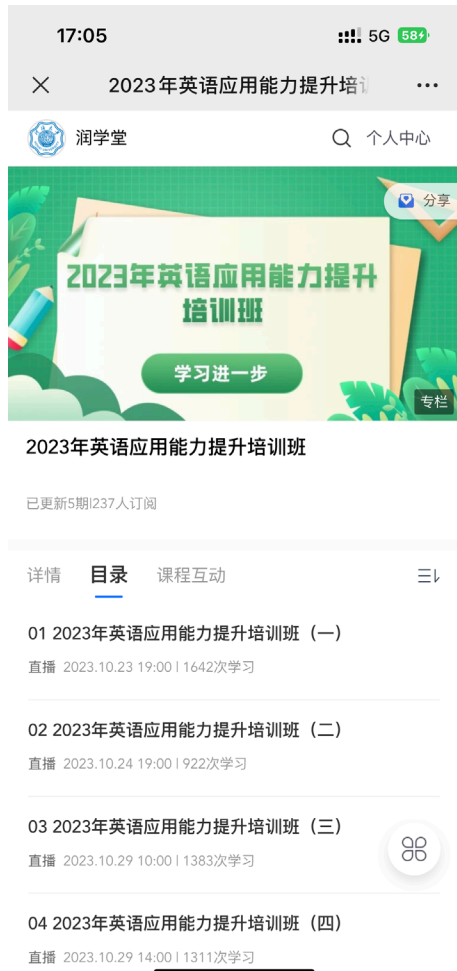 17:05
5G 58
2023年英语应用能力提升培训
润学堂
个人中心
分享
2023年英语应用能力提升
培训班
学习进一步
专栏
2023年英语应用能力提升培训班
已更新5期|237人订阅
详情 目录 课程互动
01 2023年英语应用能力提升培训班（一）
直播 2023.10.23 19:00 | 1642次学习
02 2023年英语应用能力提升培训班（二）
直播 2023.10.24 19:00 | 922次学习
03 2023年英语应用能力提升培训班（三）
直播 2023.10.29 10:00 | 1383次学习
04 2023年英语应用能力提升培训班（四）
直播 2023.10.29 14:00 | 1311次学习